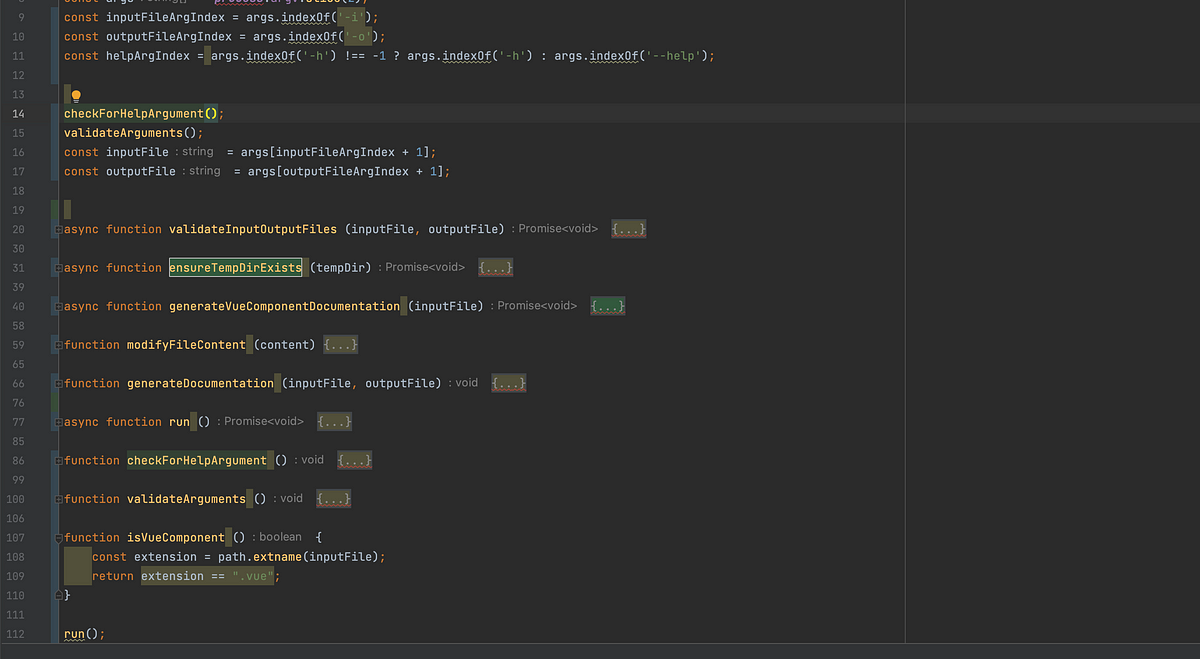 9 const inputFileArgIndex = args.indexOf('-i');
10 const outputFileArgIndex = args.indexOf('-o');
11 const helpArgIndex = args.indexOf('-h') !== -1 ? args.indexOf('-h') : args.indexOf('--help');
12
13
14 checkForHelpArgument();
15 validateArguments();
16 const inputFile : string = args[inputFileArgIndex + 1];
17 const outputFile : string = args[outputFileArgIndex + 1];
18
19
20 async function validateInputOutputFiles (inputFile, outputFile) : Promise<void> {...}
30
31 async function ensureTempDirExists (tempDir) : Promise<void> {...}
39
40 async function generateVueComponentDocumentation (inputFile) : Promise<void> {...}
58
59 function modifyFileContent (content) {...}
65
66 function generateDocumentation (inputFile, outputFile) : void {...}
76
77 async function run () : Promise<void> {...}
85
86 function checkForHelpArgument () : void {...}
99
100 function validateArguments () : void {...}
106
107 function isVueComponent () : boolean {
108 const extension = path.extname(inputFile);
109 return extension == ".vue";
110 }
111
112 run();